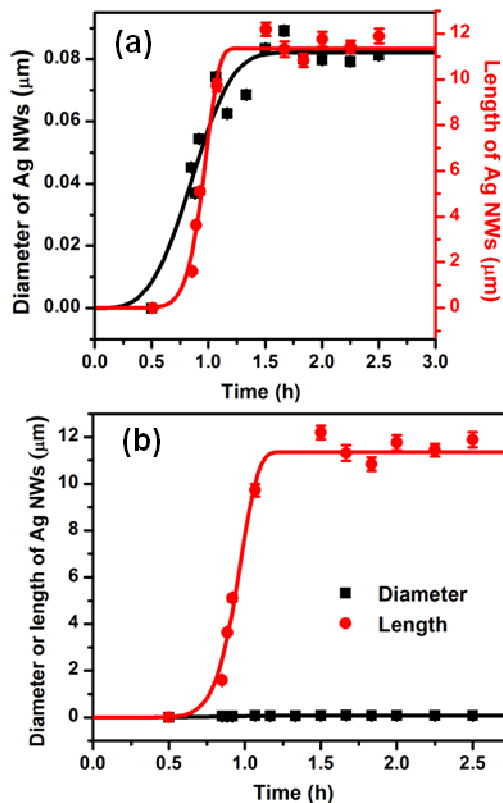 (a)
Diameter of Ag NWs (μm)
0.08
0.06
0.04
0.02
0.00
12
10
8
6
4
2
0
Length of Ag NWs (μm)
0.0 0.5 1.0 1.5 2.0 2.5 3.0
Time (h)
(b)
Diameter or length of Ag NWs (μm)
12
10
8
6
4
2
0
Diameter
Length
0.0 0.5 1.0 1.5 2.0 2.5
Time (h)